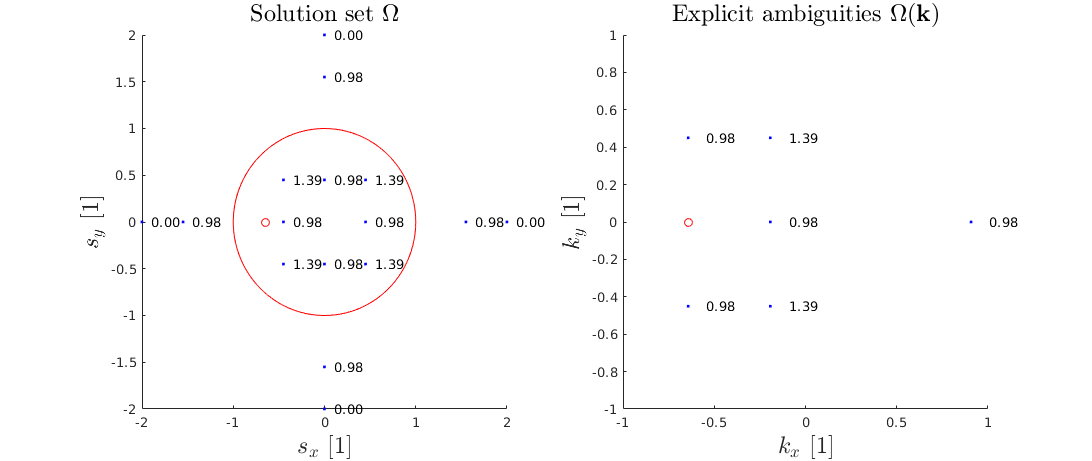 Solution set Ω
2
1.5
1
0.5
0
-0.5
-1
-1.5
-2
-2 -1 0 1 2
s_y [1]
s_x [1]
0.00
0.98
1.39 0.98 1.39
0.00 0.98 0.98 0.98 0.98 0.00
1.39 0.98 1.39
0.98
0.00
Explicit ambiguities Ω(k)
1
0.8
0.6
0.4
0.2
0
-0.2
-0.4
-0.6
-0.8
-1
-1 -0.5 0 0.5 1
k_y [1]
k_x [1]
0.98 1.39
0.98 0.98
0.98 1.39